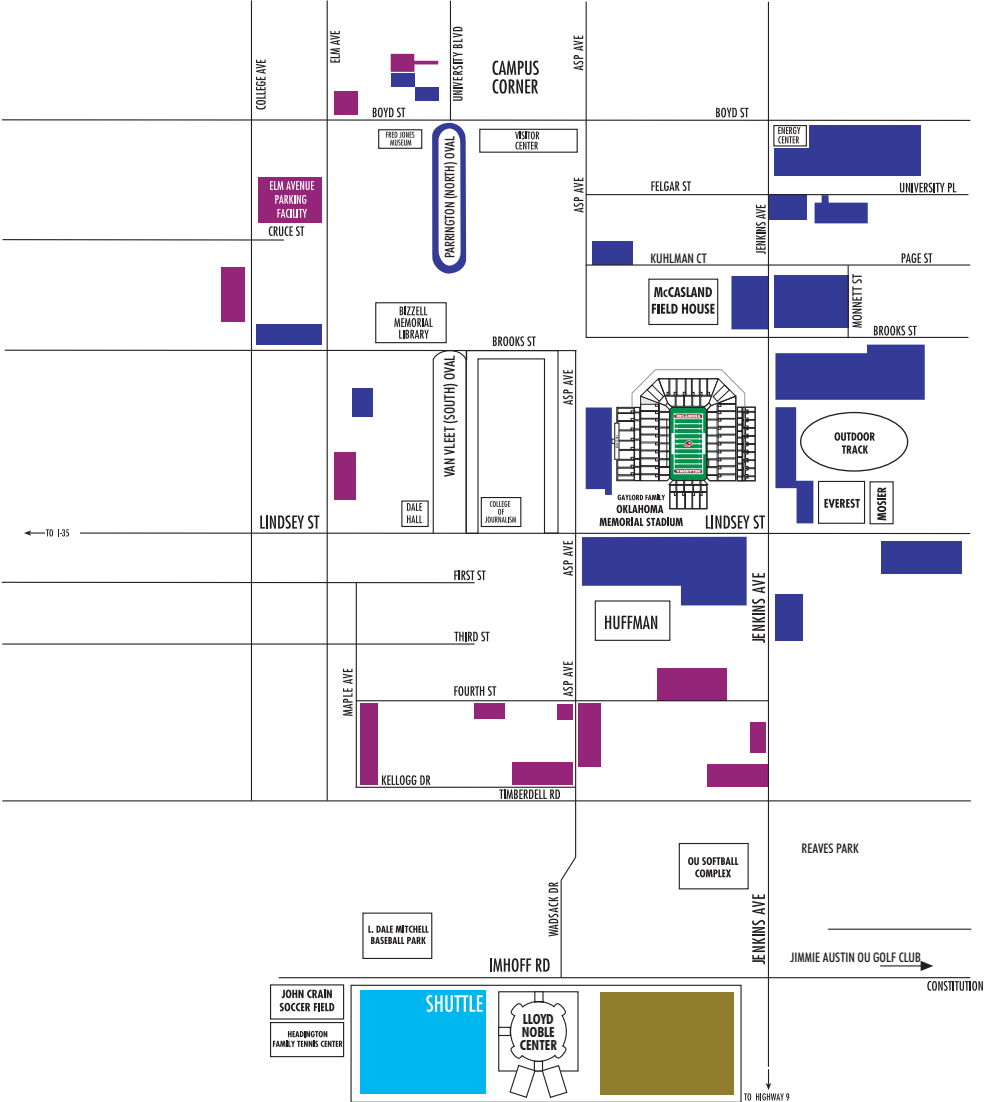 COLLEGE AVE
ELM AVE
UNIVERSITY BLVD
CAMPUS
CORNER
ASP AVE
BOYD ST
BOYD ST
FRED JONES
MUSEUM
PARRINGTON (NORTH) OVAL
VISITOR
CENTER
ENERGY
CENTER
ELM AVENUE
PARKING
FACILITY
ASP AVE
FELGAR ST
UNIVERSITY PL
CRUCE ST
JENKINS AVE
KUHLMAN CT
PAGE ST
McCASLAND
FIELD HOUSE
MONNETT ST
BIZZELL
MEMORIAL
LIBRARY
BROOKS ST
BROOKS ST
VAN VLEET (SOUTH) OVAL
ASP AVE
OKLAHOMA
OUTDOOR
TRACK
DALE
HALL
COLLEGE
OF
JOURNALISM
GAYLORD FAMILY
OKLAHOMA
MEMORIAL STADIUM
EVEREST
MOSIER
LINDSEY ST
LINDSEY ST
TO I-35
ASP AVE
FIRST ST
JENKINS AVE
HUFFMAN
THIRD ST
MAPLE AVE
ASP AVE
FOURTH ST
KELLOGG DR
TIMBERDELL RD
REAVES PARK
OU SOFTBALL
COMPLEX
WADSACK DR
JENKINS AVE
L. DALE MITCHELL
BASEBALL PARK
IMHOFF RD
JIMMIE AUSTIN OU GOLF CLUB
CONSTITUTION
JOHN CRAIN
SOCCER FIELD
SHUTTLE
LLOYD
NOBLE
CENTER
HEADINGTON
FAMILY TENNIS CENTER
TO HIGHWAY 9